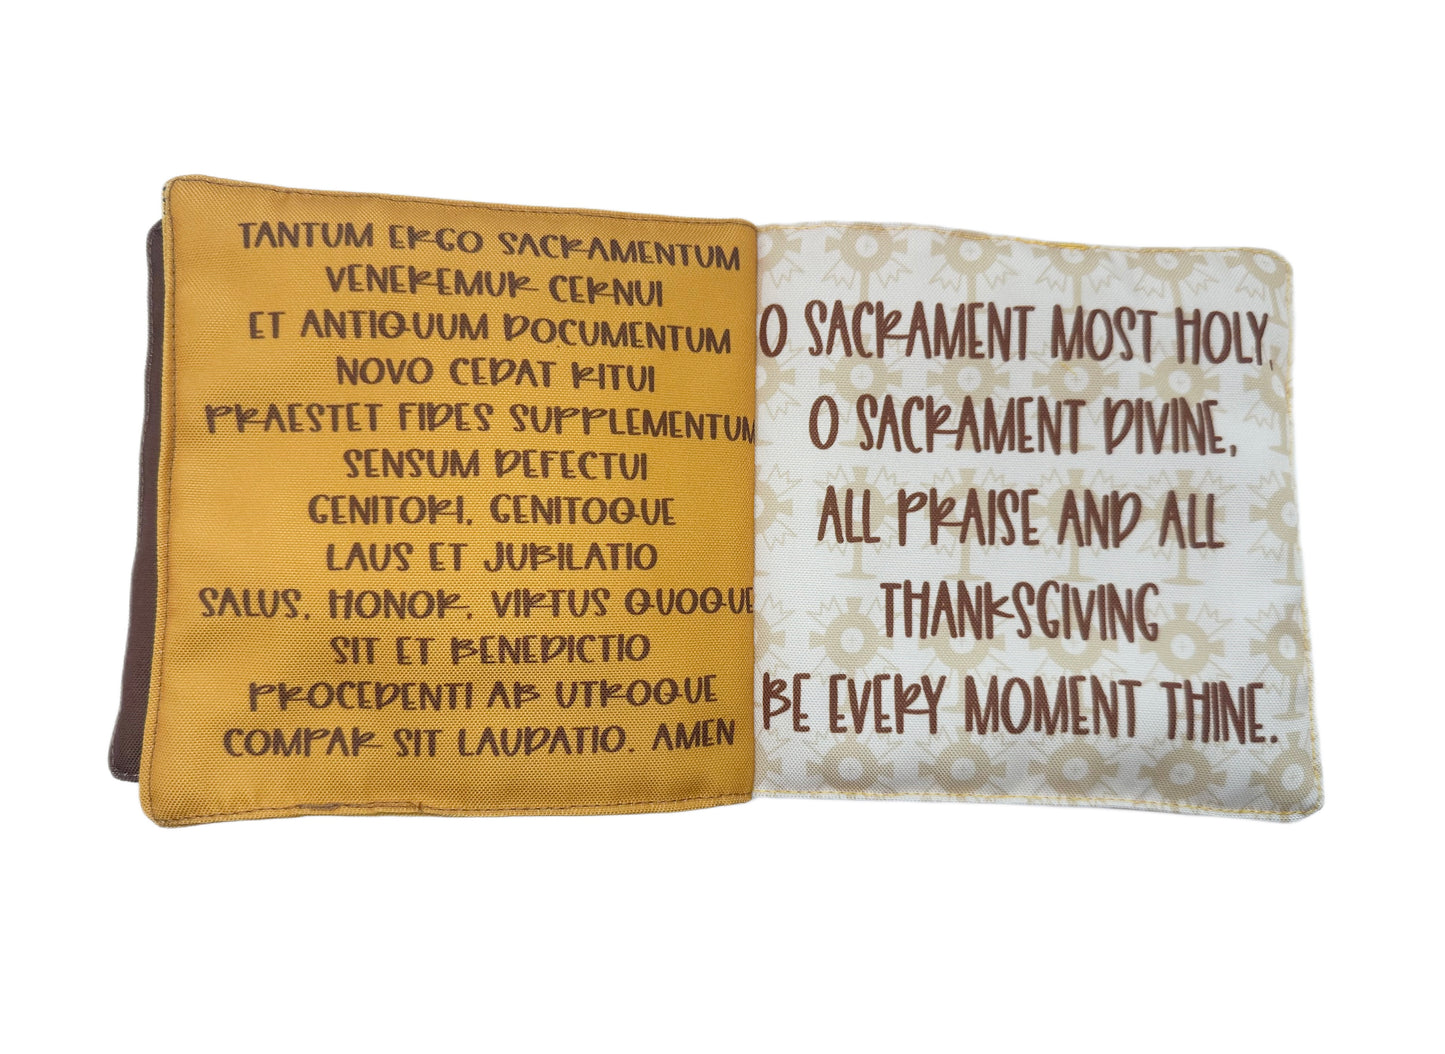 TANTUM ERGO SACRAMENTUM
VENEREMUR CERNUI
ET ANTIQUUM DOCUMENTUM
NOVO CEDAT RITUI
PRAESTET FIDES SUPPLEMENTUM
SENSUM DEFECTUI
GENITORI, GENITOQUE
LAUS ET JUBILATIO
SALUS, HONOR, VIRTUS QUOQUE
SIT ET BENEDICTIO
PROCEDENTI AB UTROQUE
COMPAR SIT LAUDATIO. AMEN
O SACRAMENT MOST HOLY,
O SACRAMENT DIVINE,
ALL PRAISE AND ALL
THANKSGIVING
BE EVERY MOMENT THINE.